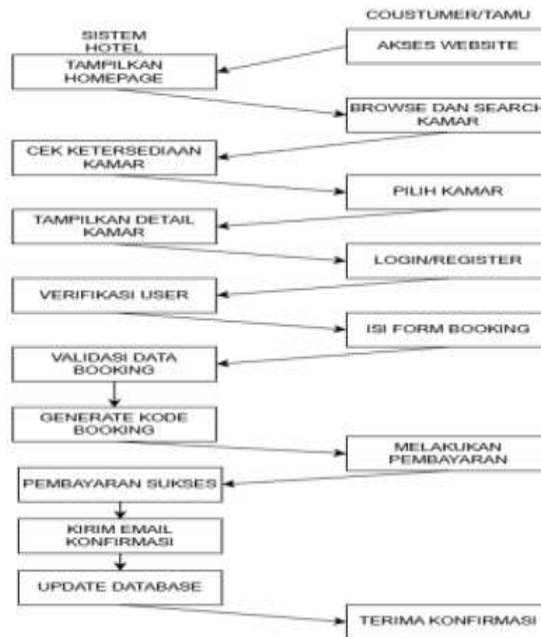 COUSTUMER/TAMU
SISTEM
HOTEL
AKSES WEBSITE
TAMPILKAN
HOMEPAGE
BROWSE DAN SEARCH
KAMAR
CEK KETERSEDIAAN
KAMAR
PILIH KAMAR
TAMPILKAN DETAIL
KAMAR
LOGIN/REGISTER
VERIFIKASI USER
ISI FORM BOOKING
VALIDASI DATA
BOOKING
GENERATE KODE
BOOKING
MELAKUKAN
PEMBAYARAN
PEMBAYARAN SUKSES
KIRIM EMAIL
KONFIRMASI
UPDATE DATABASE
TERIMA KONFIRMASI